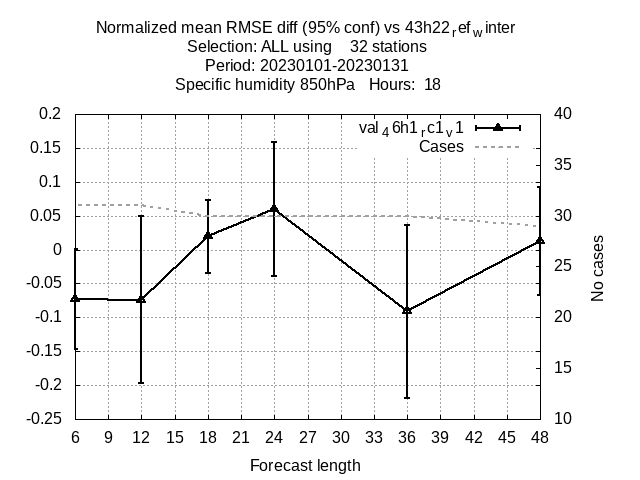 Normalized mean RMSE diff (95% conf) vs 43h22refwinter
Selection: ALL using 32 stations
Period: 20230101-20230131
Specific humidity 850hPa Hours: 18
0.2
0.15
0.1
0.05
0
-0.05
-0.1
-0.15
-0.2
-0.25
val46h1rc1v1
Cases
40
35
30
25
20
15
10
No cases
6 9 12 15 18 21 24 27 30 33 36 39 42 45 48
Forecast length